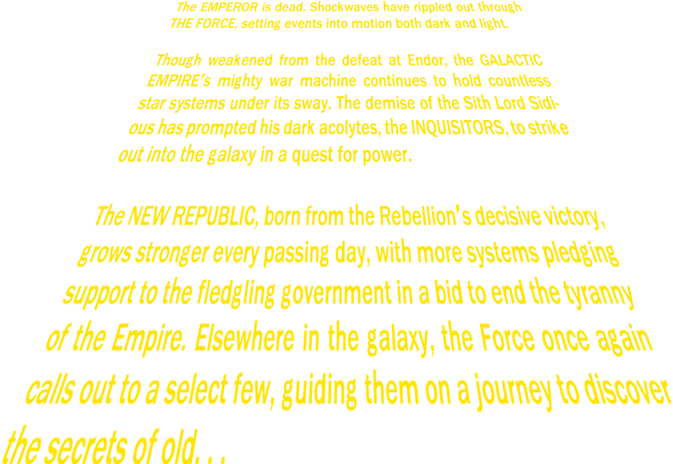 The EMPEROR is dead. Shockwaves have rippled out through
THE FORCE, setting events into motion both dark and light.
Though weakened from the defeat at Endor, the GALACTIC
EMPIRE's mighty war machine continues to hold countless
star systems under its sway. The demise of the Sith Lord Sidi-
ous has prompted his dark acolytes, the INQUISITORS, to strike
out into the galaxy in a quest for power.
The NEW REPUBLIC, born from the Rebellion's decisive victory,
grows stronger every passing day, with more systems pledging
support to the fledgling government in a bid to end the tyranny
of the Empire. Elsewhere in the galaxy, the Force once again
calls out to a select few, guiding them on a journey to discover
the secrets of old. . .